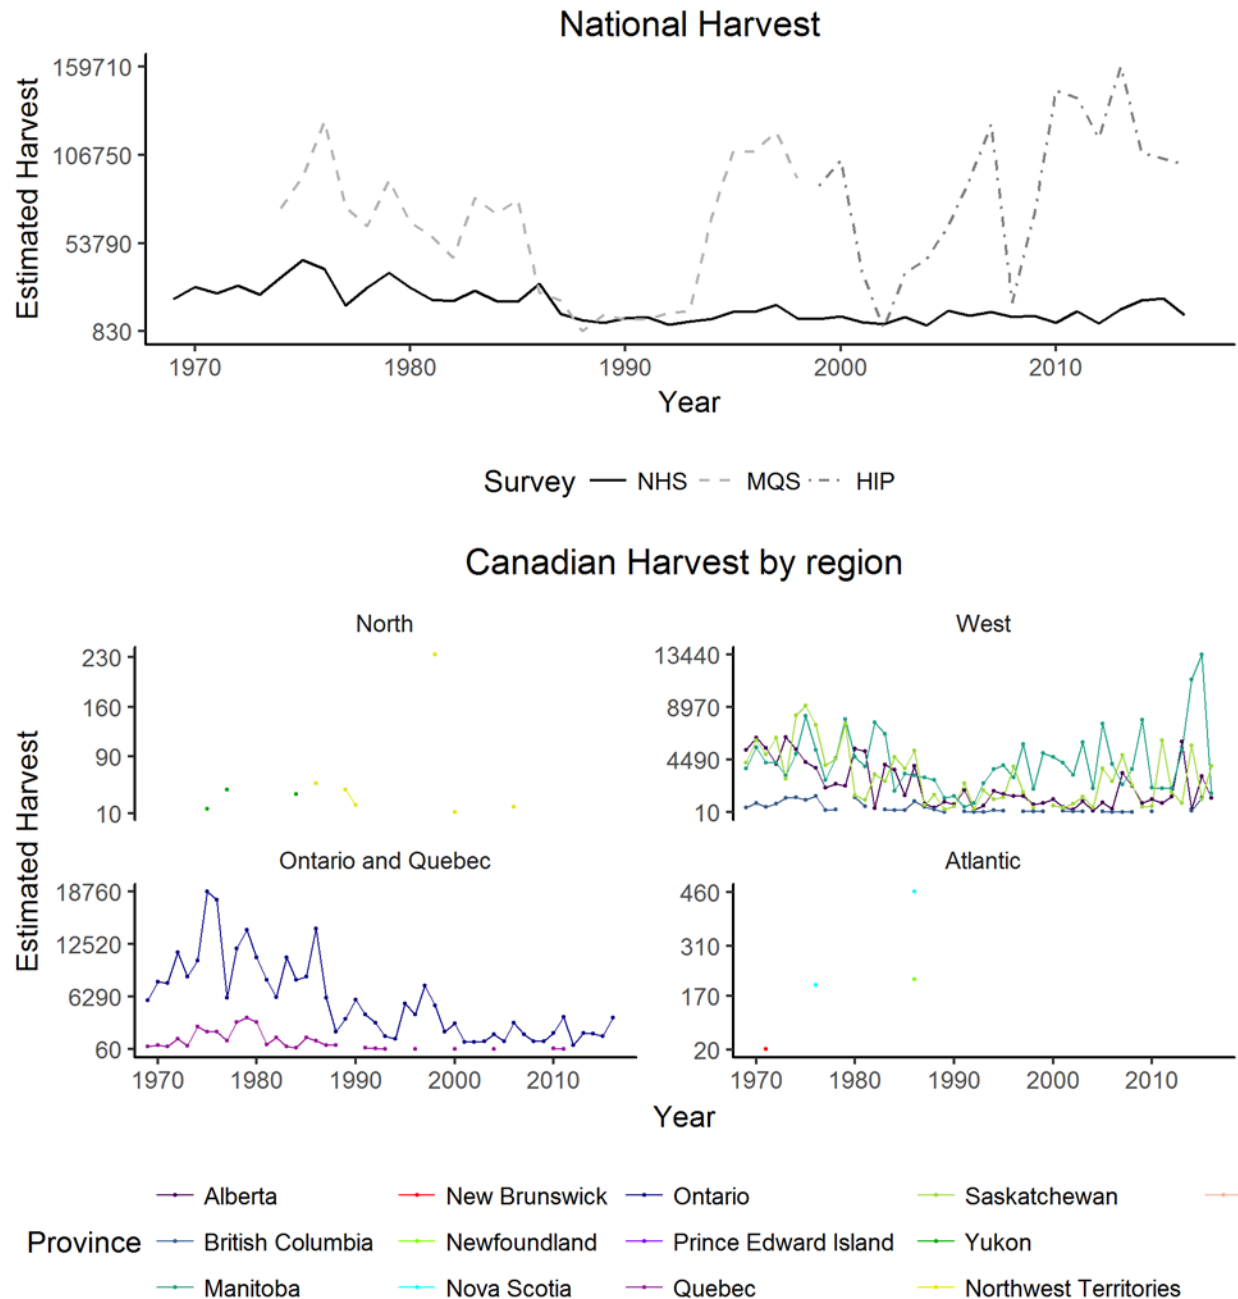 National Harvest
Estimated Harvest
159710
106750
53790
830
1970 1980 1990 2000 2010
Year
Survey NHS MQS HIP
Canadian Harvest by region
North West
Estimated Harvest
230
160
90
10
13440
8970
4490
10
Ontario and Quebec Atlantic
18760
12520
6290
60
460
310
170
20
1970 1980 1990 2000 2010 1970 1980 1990 2000 2010
Year
Province
Alberta New Brunswick Ontario Saskatchewan
British Columbia Newfoundland Prince Edward Island Yukon
Manitoba Nova Scotia Quebec Northwest Territories